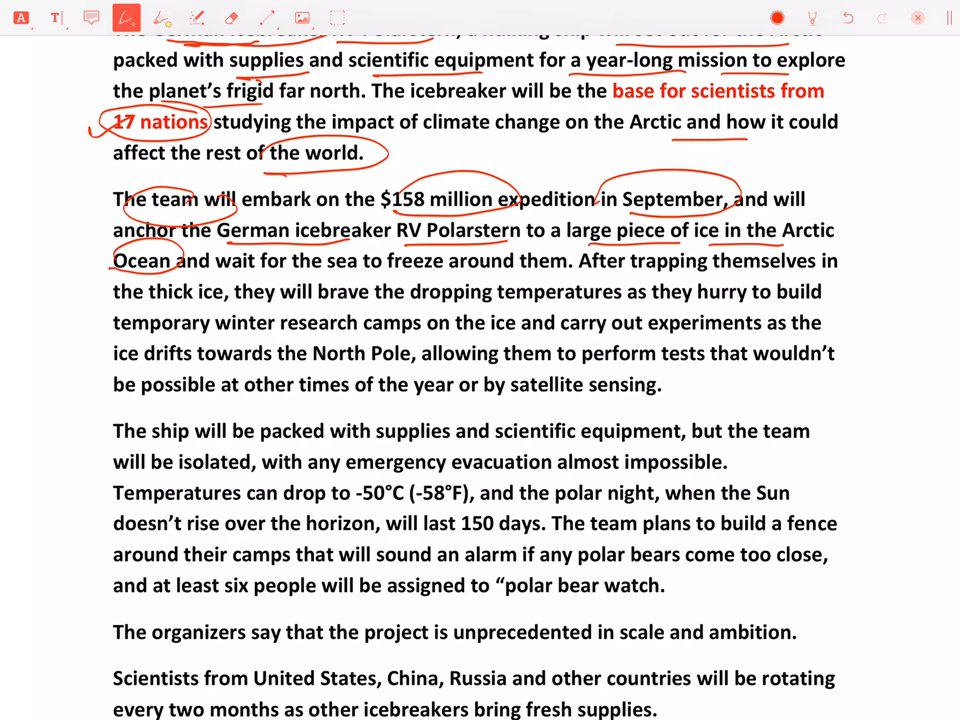 packed with supplies and scientific equipment for a year-long mission to explore
the planet's frigid far north. The icebreaker will be the base for scientists from
17 nations studying the impact of climate change on the Arctic and how it could
affect the rest of the world.
The team will embark on the $158 million expedition in September, and will
anchor the German icebreaker RV Polarstern to a large piece of ice in the Arctic
Ocean and wait for the sea to freeze around them. After trapping themselves in
the thick ice, they will brave the dropping temperatures as they hurry to build
temporary winter research camps on the ice and carry out experiments as the
ice drifts towards the North Pole, allowing them to perform tests that wouldn't
be possible at other times of the year or by satellite sensing.
The ship will be packed with supplies and scientific equipment, but the team
will be isolated, with any emergency evacuation almost impossible.
Temperatures can drop to -50°C (-58°F), and the polar night, when the Sun
doesn't rise over the horizon, will last 150 days. The team plans to build a fence
around their camps that will sound an alarm if any polar bears come too close,
and at least six people will be assigned to “polar bear watch.
The organizers say that the project is unprecedented in scale and ambition.
Scientists from United States, China, Russia and other countries will be rotating
every two months as other icebreakers bring fresh supplies.